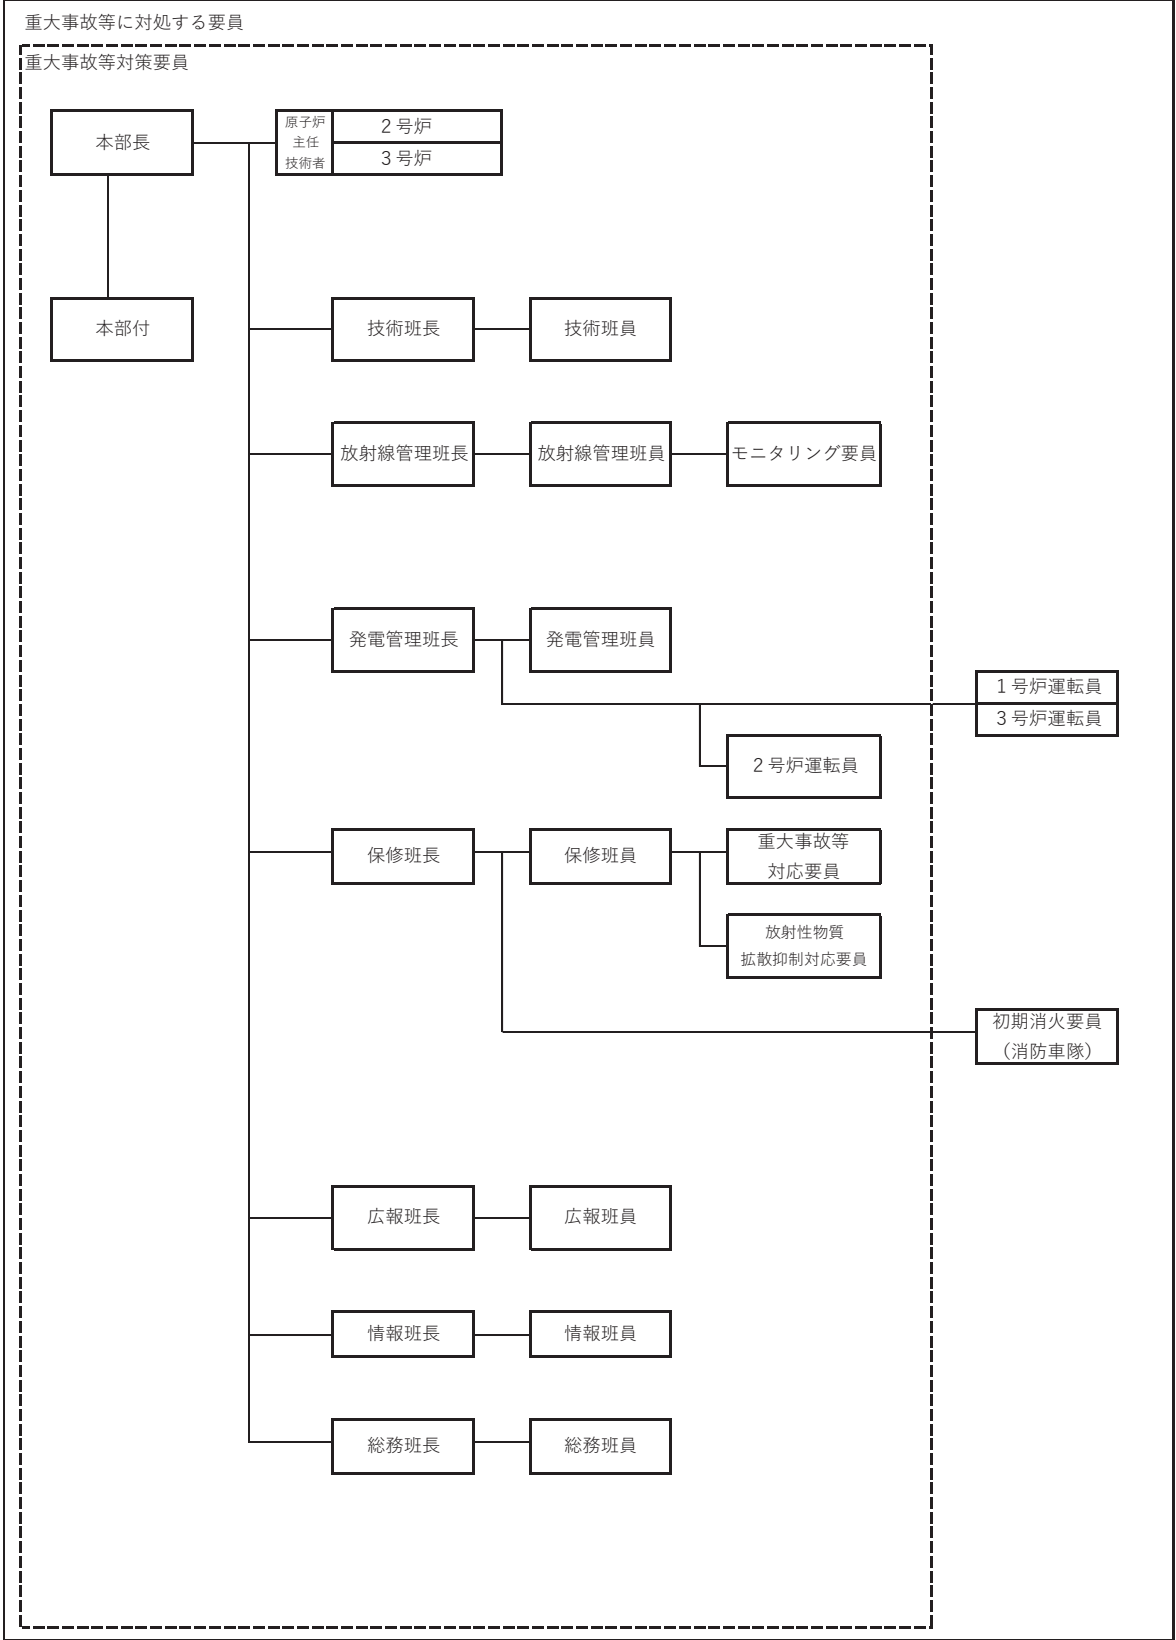 重大事故等に対処する要員
重大事故等対策要員
本部長
原子炉
主任
技術者
２号炉
３号炉
本部付
技術班長
技術班員
放射線管理班長
放射線管理班員
モニタリング要員
発電管理班長
発電管理班員
１号炉運転員
３号炉運転員
２号炉運転員
保修班長
保修班員
重大事故等
対応要員
放射性物質
拡散抑制対応要員
初期消火要員
（消防車隊）
広報班長
広報班員
情報班長
情報班員
総務班長
総務班員